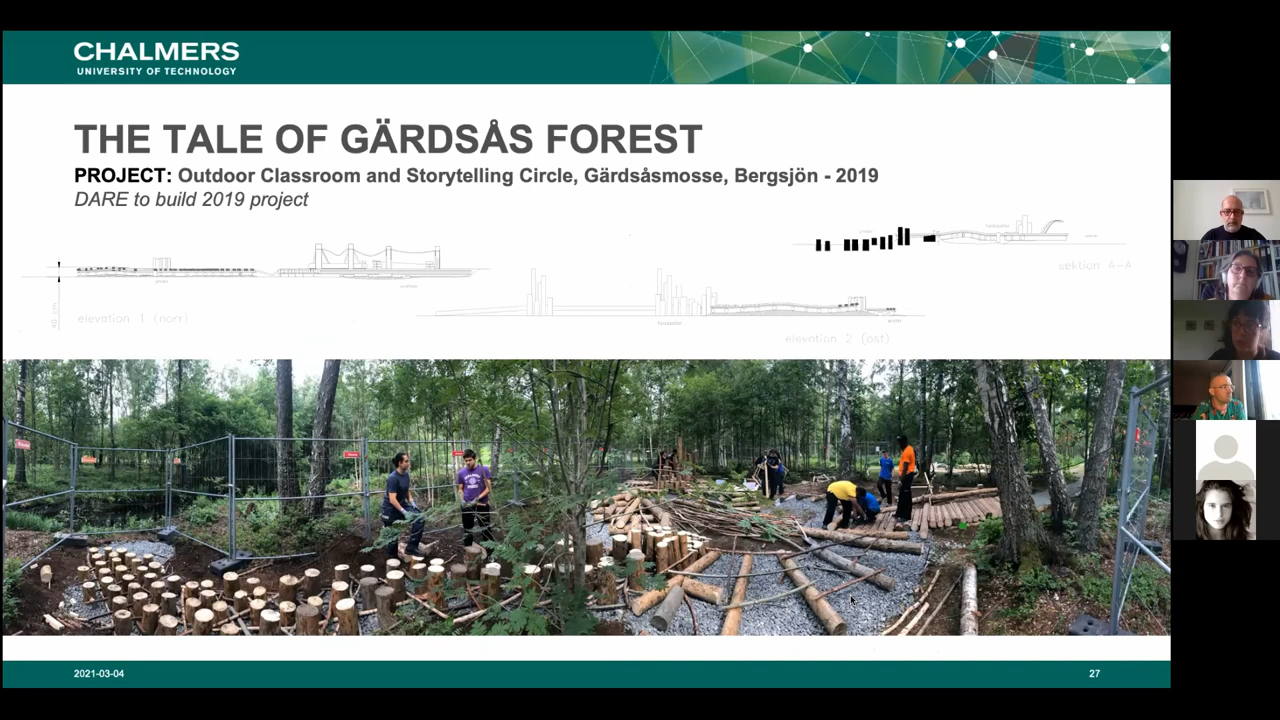 CHALMERS
UNIVERSITY OF TECHNOLOGY
THE TALE OF GÄRDSÅS FOREST
PROJECT: Outdoor Classroom and Storytelling Circle, Gärdsåsmosse, Bergsjön - 2019
DARE to build 2019 project
sektion A-A
elevation 1 (norr)
elevation 2 (öst)
2021-03-04
27